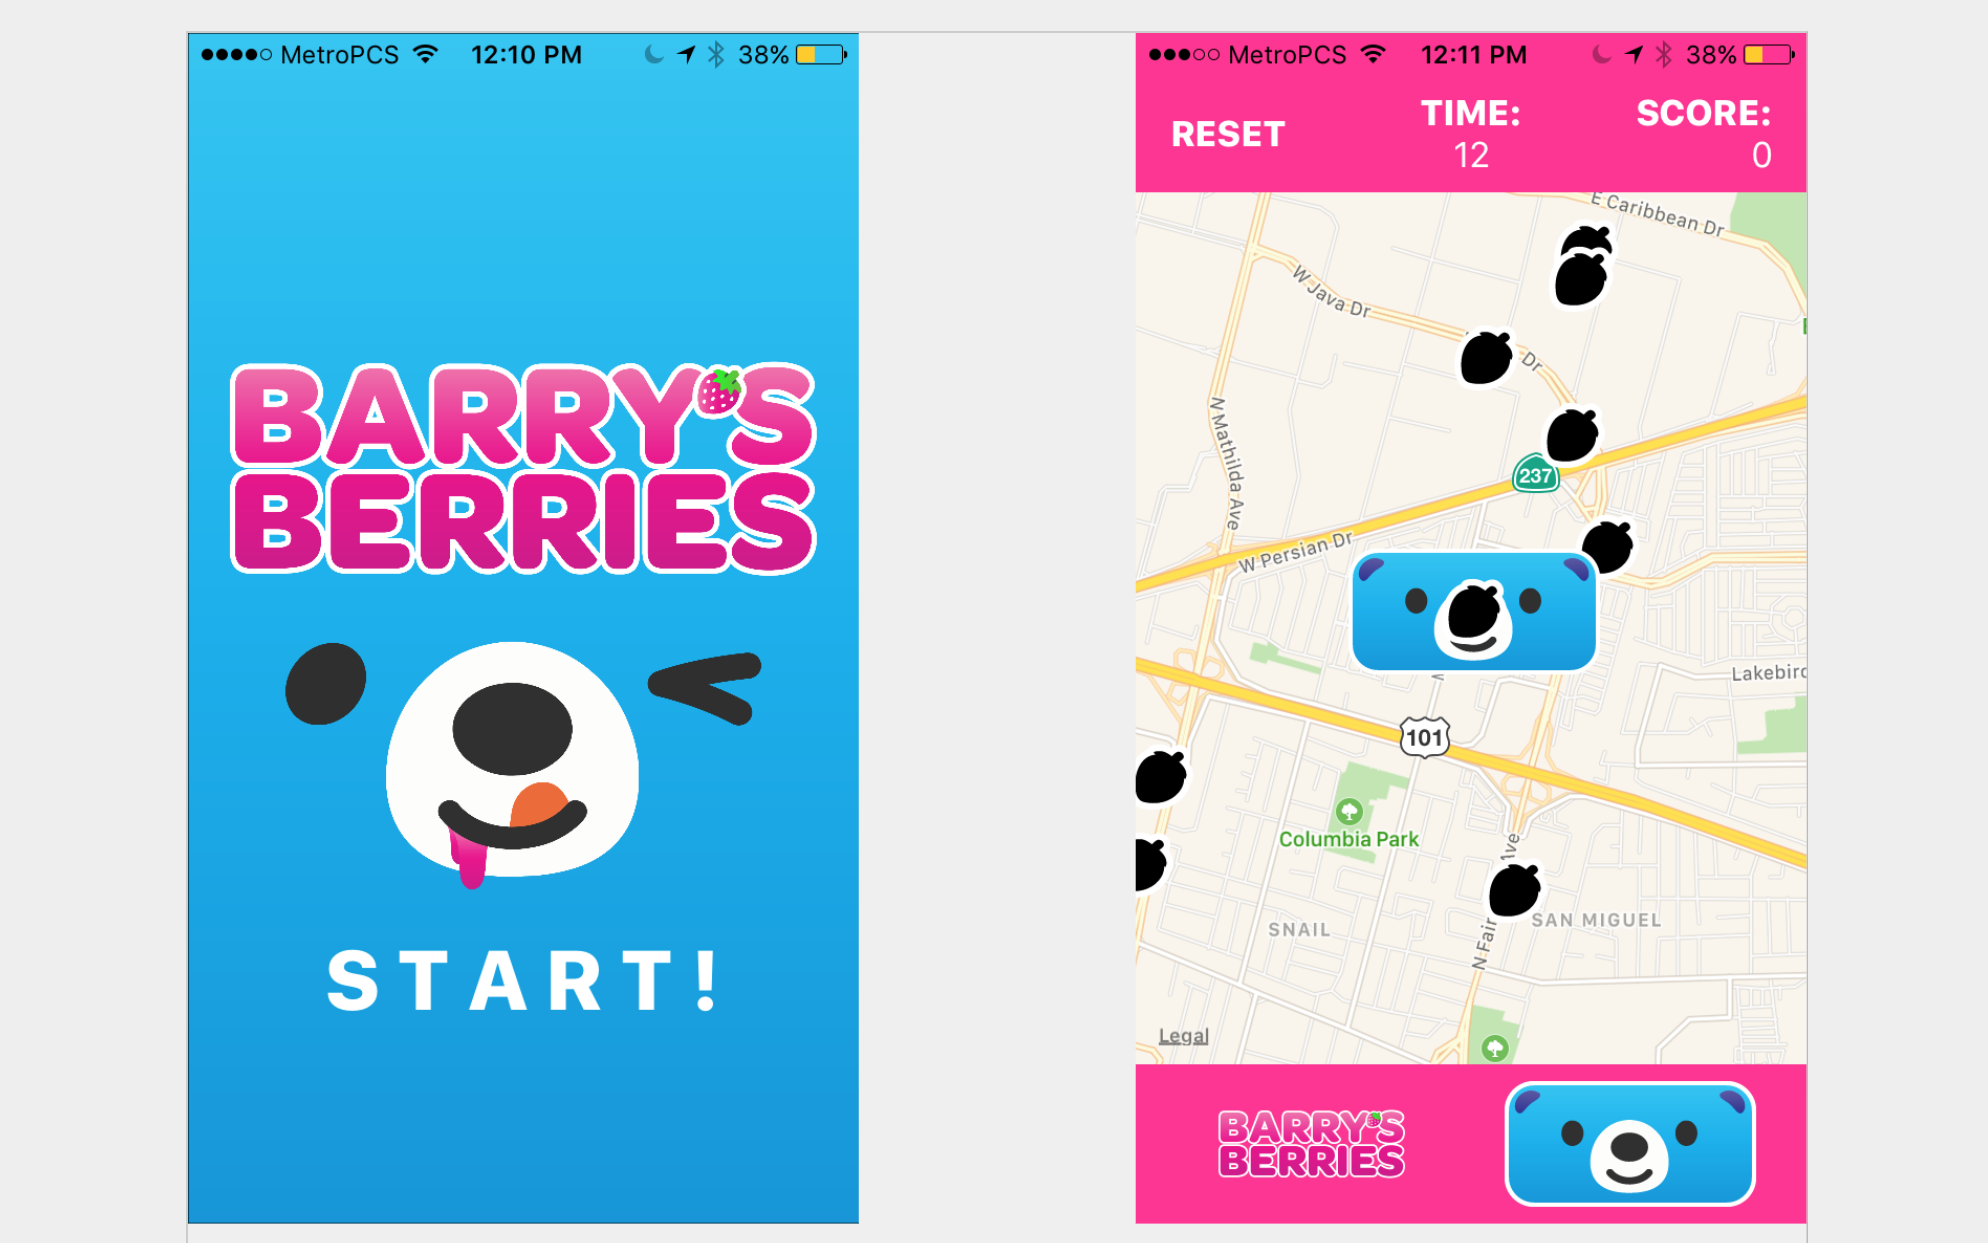 MetroPCS 12:10 PM 38%
BARRY'S
BERRIES
START!
MetroPCS 12:11 PM 38%
RESET
TIME:
12
SCORE:
0
E Caribbean Dr
W Java Dr
Dr
N Mathilda Ave
237
W Persian Dr
Lakebird
101
Columbia Park
Ave
N Fair
SAN MIGUEL
SNAIL
Legal
BARRY'S
BERRIES